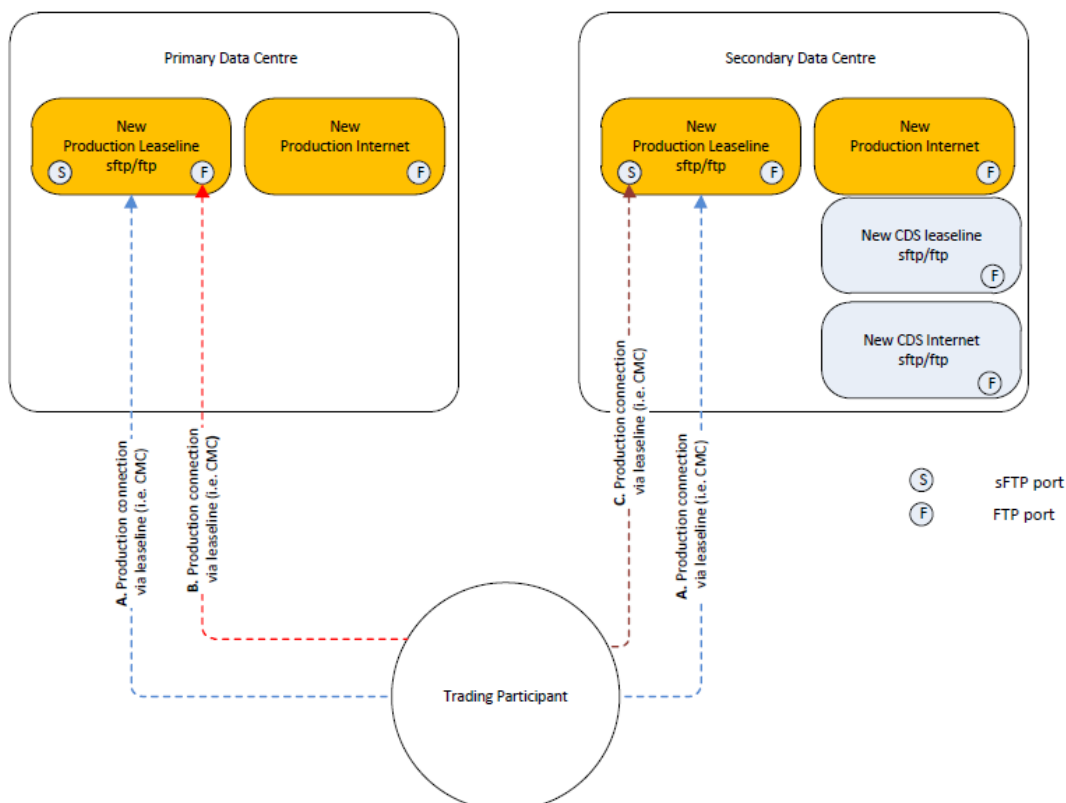 Primary Data Centre
New
Production Leaseline
sftp/ftp
S
F
New
Production Internet
F
Secondary Data Centre
New
Production Leaseline
sftp/ftp
S
F
New
Production Internet
F
New CDS leaseline
sftp/ftp
F
New CDS Internet
sftp/ftp
F
A. Production connection
via leaseline (i.e. CMC)
B. Production connection
via leaseline (i.e. CMC)
C. Production connection
via leaseline (i.e. CMC)
A. Production connection
via leaseline (i.e. CMC)
S sFTP port
F FTP port
Trading Participant